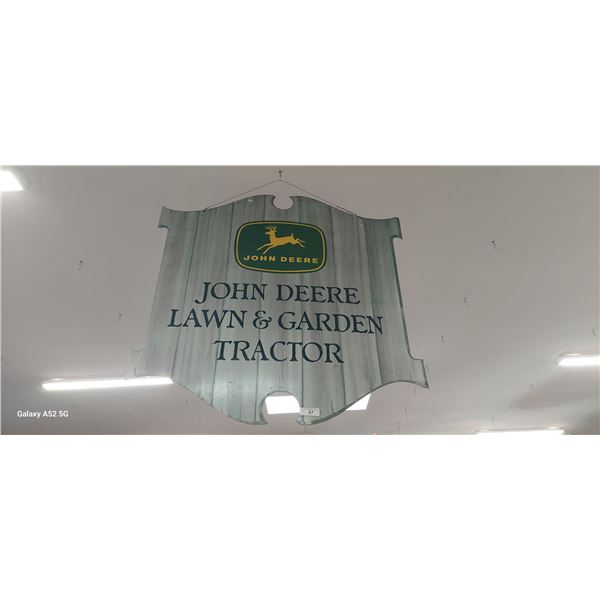 JOHN DEERE
JOHN DEERE
LAWN & GARDEN
TRACTOR
Galaxy A52 5G